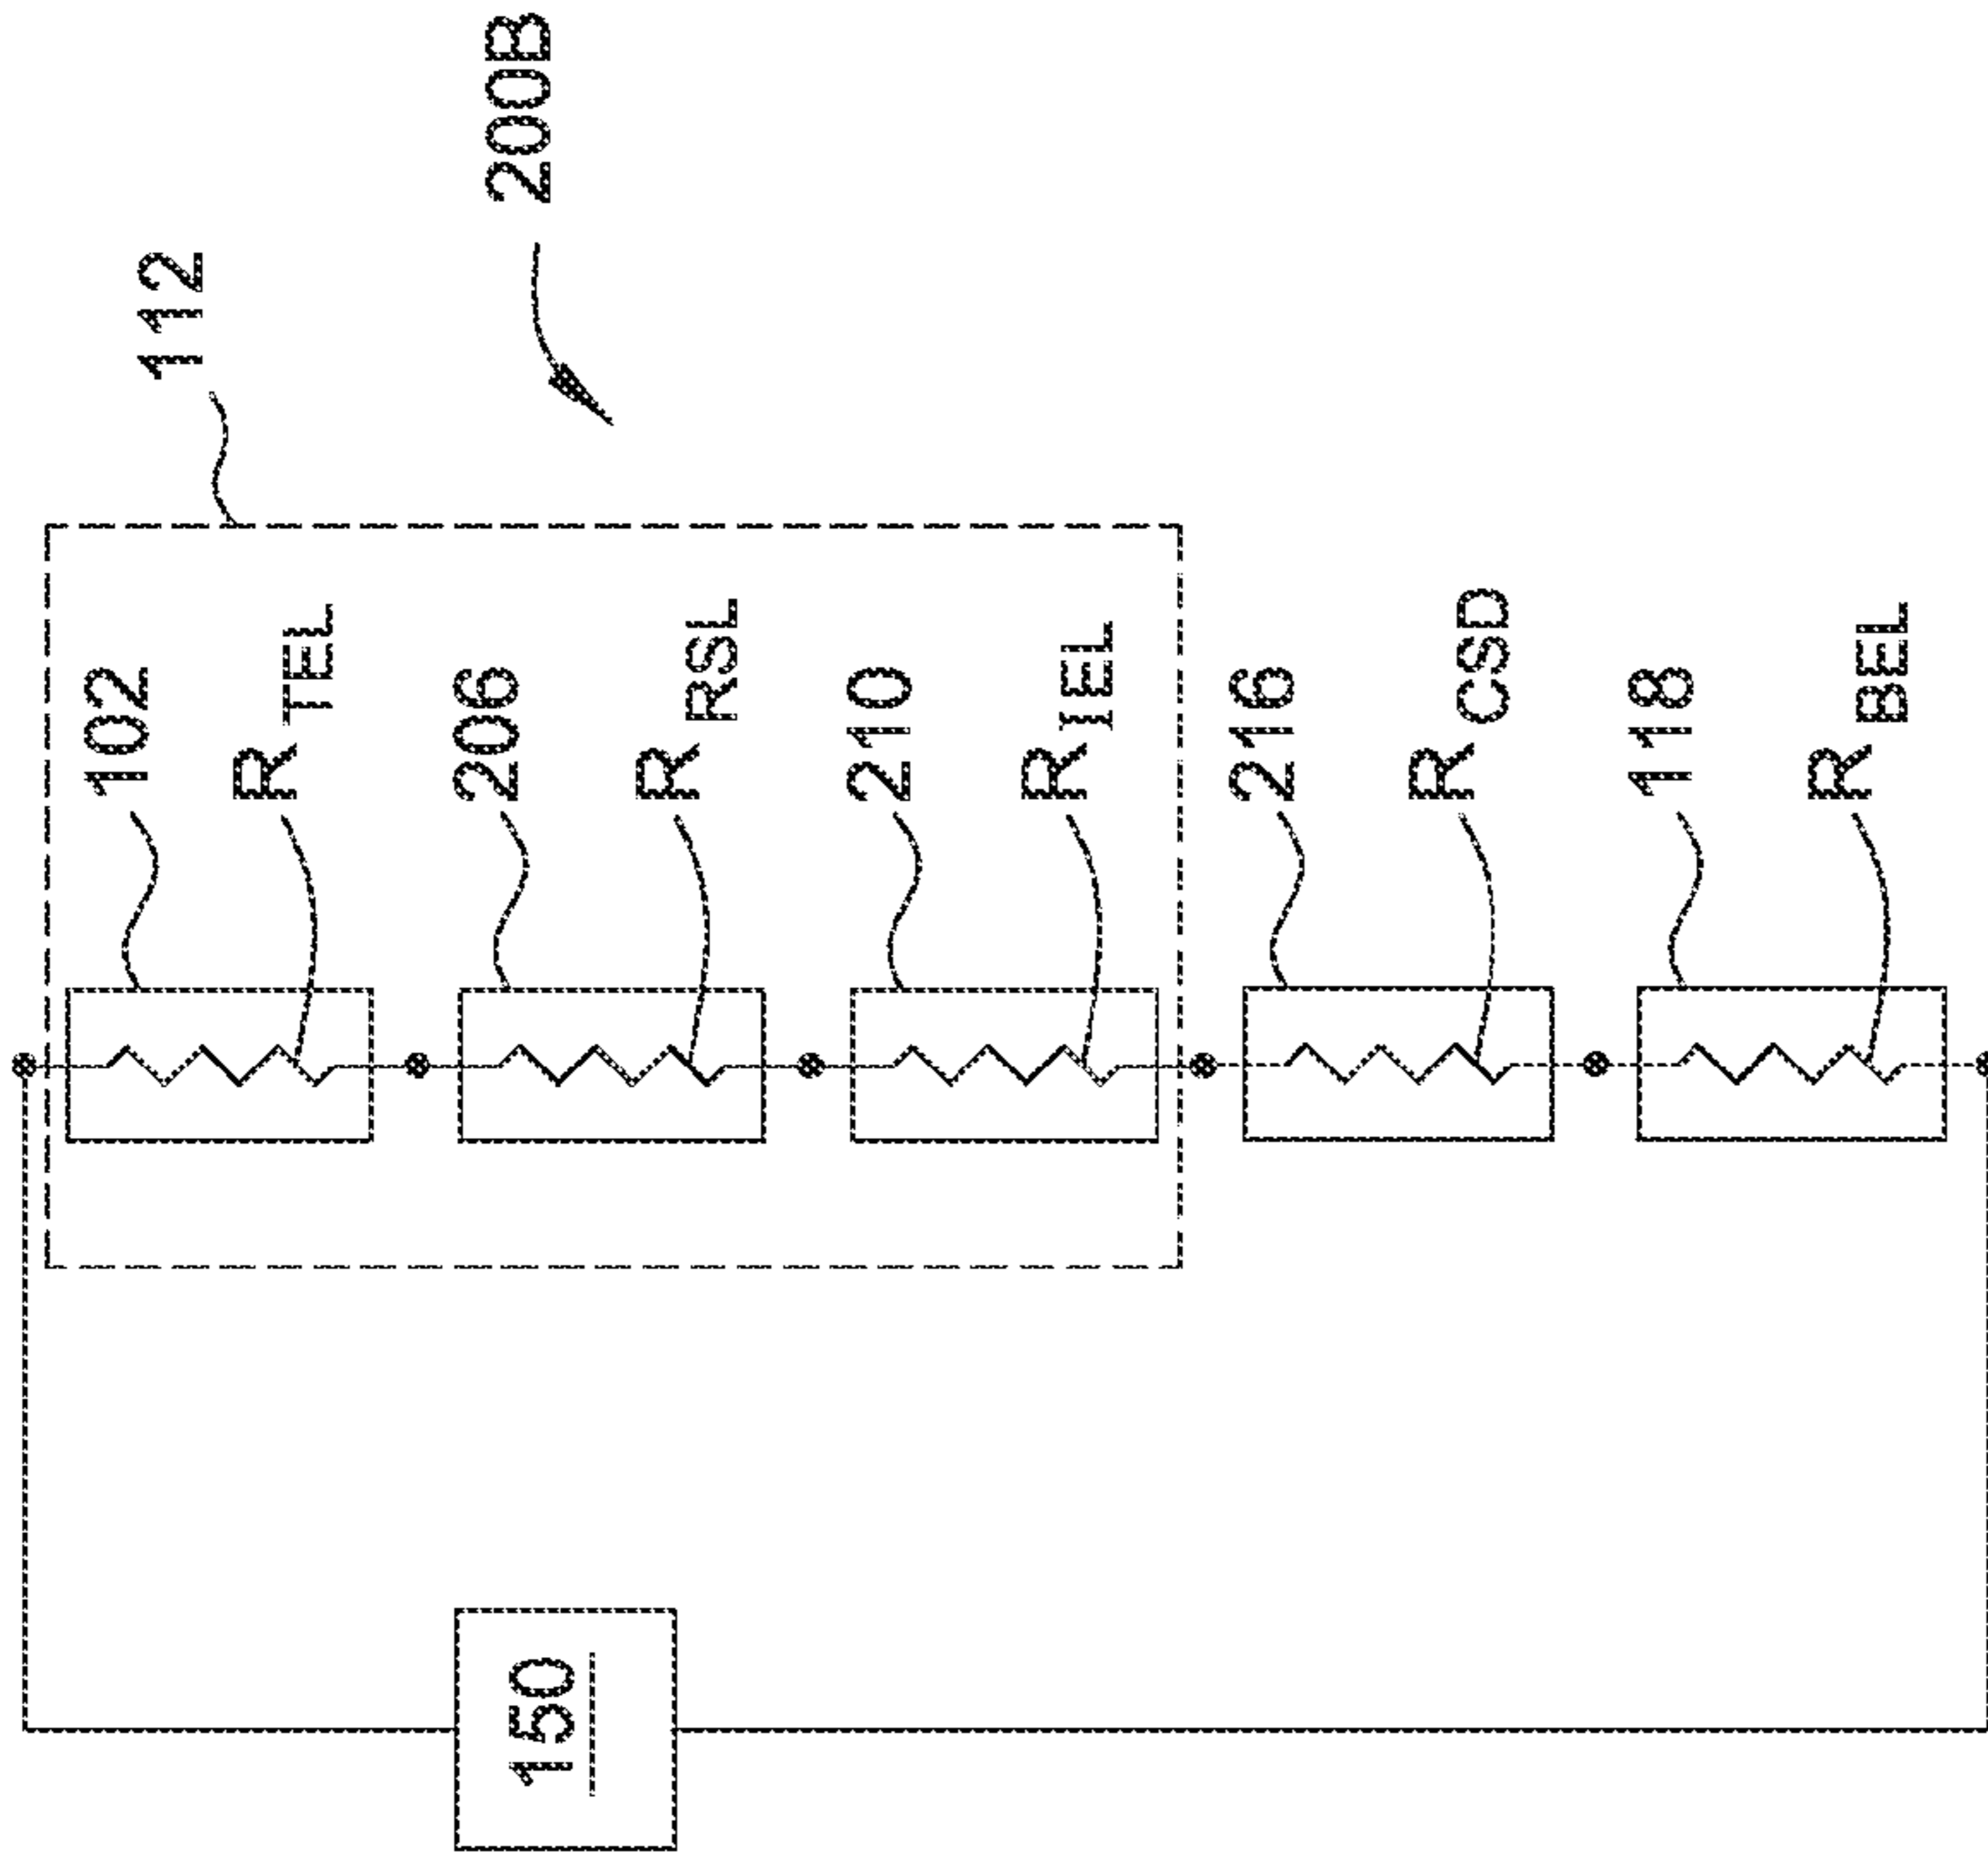 200B
112
102
R TEL
206
R RSL
210
R IEL
216
R CSD
118
R BEL
150